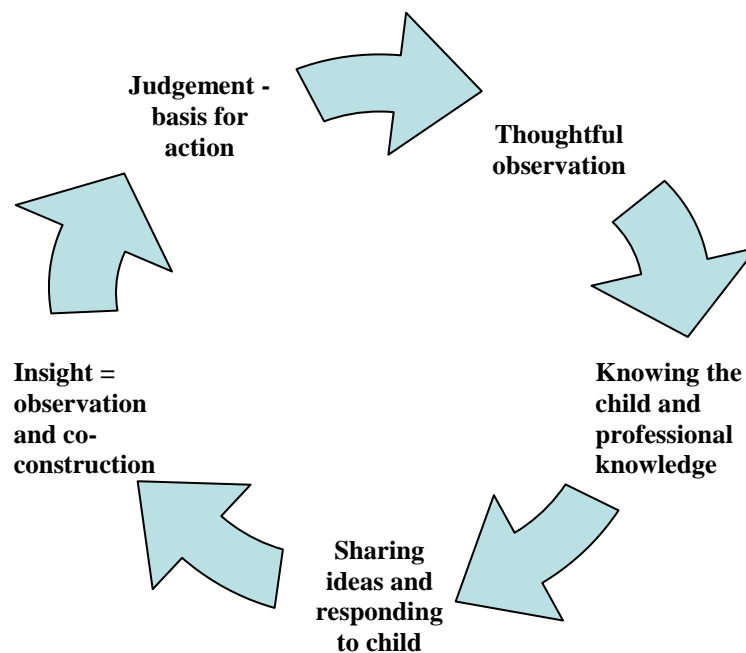 Judgement -
basis for
action
Thoughtful
observation
Knowing the
child and
professional
knowledge
Sharing
ideas and
responding
to child
Insight =
observation
and co-
construction